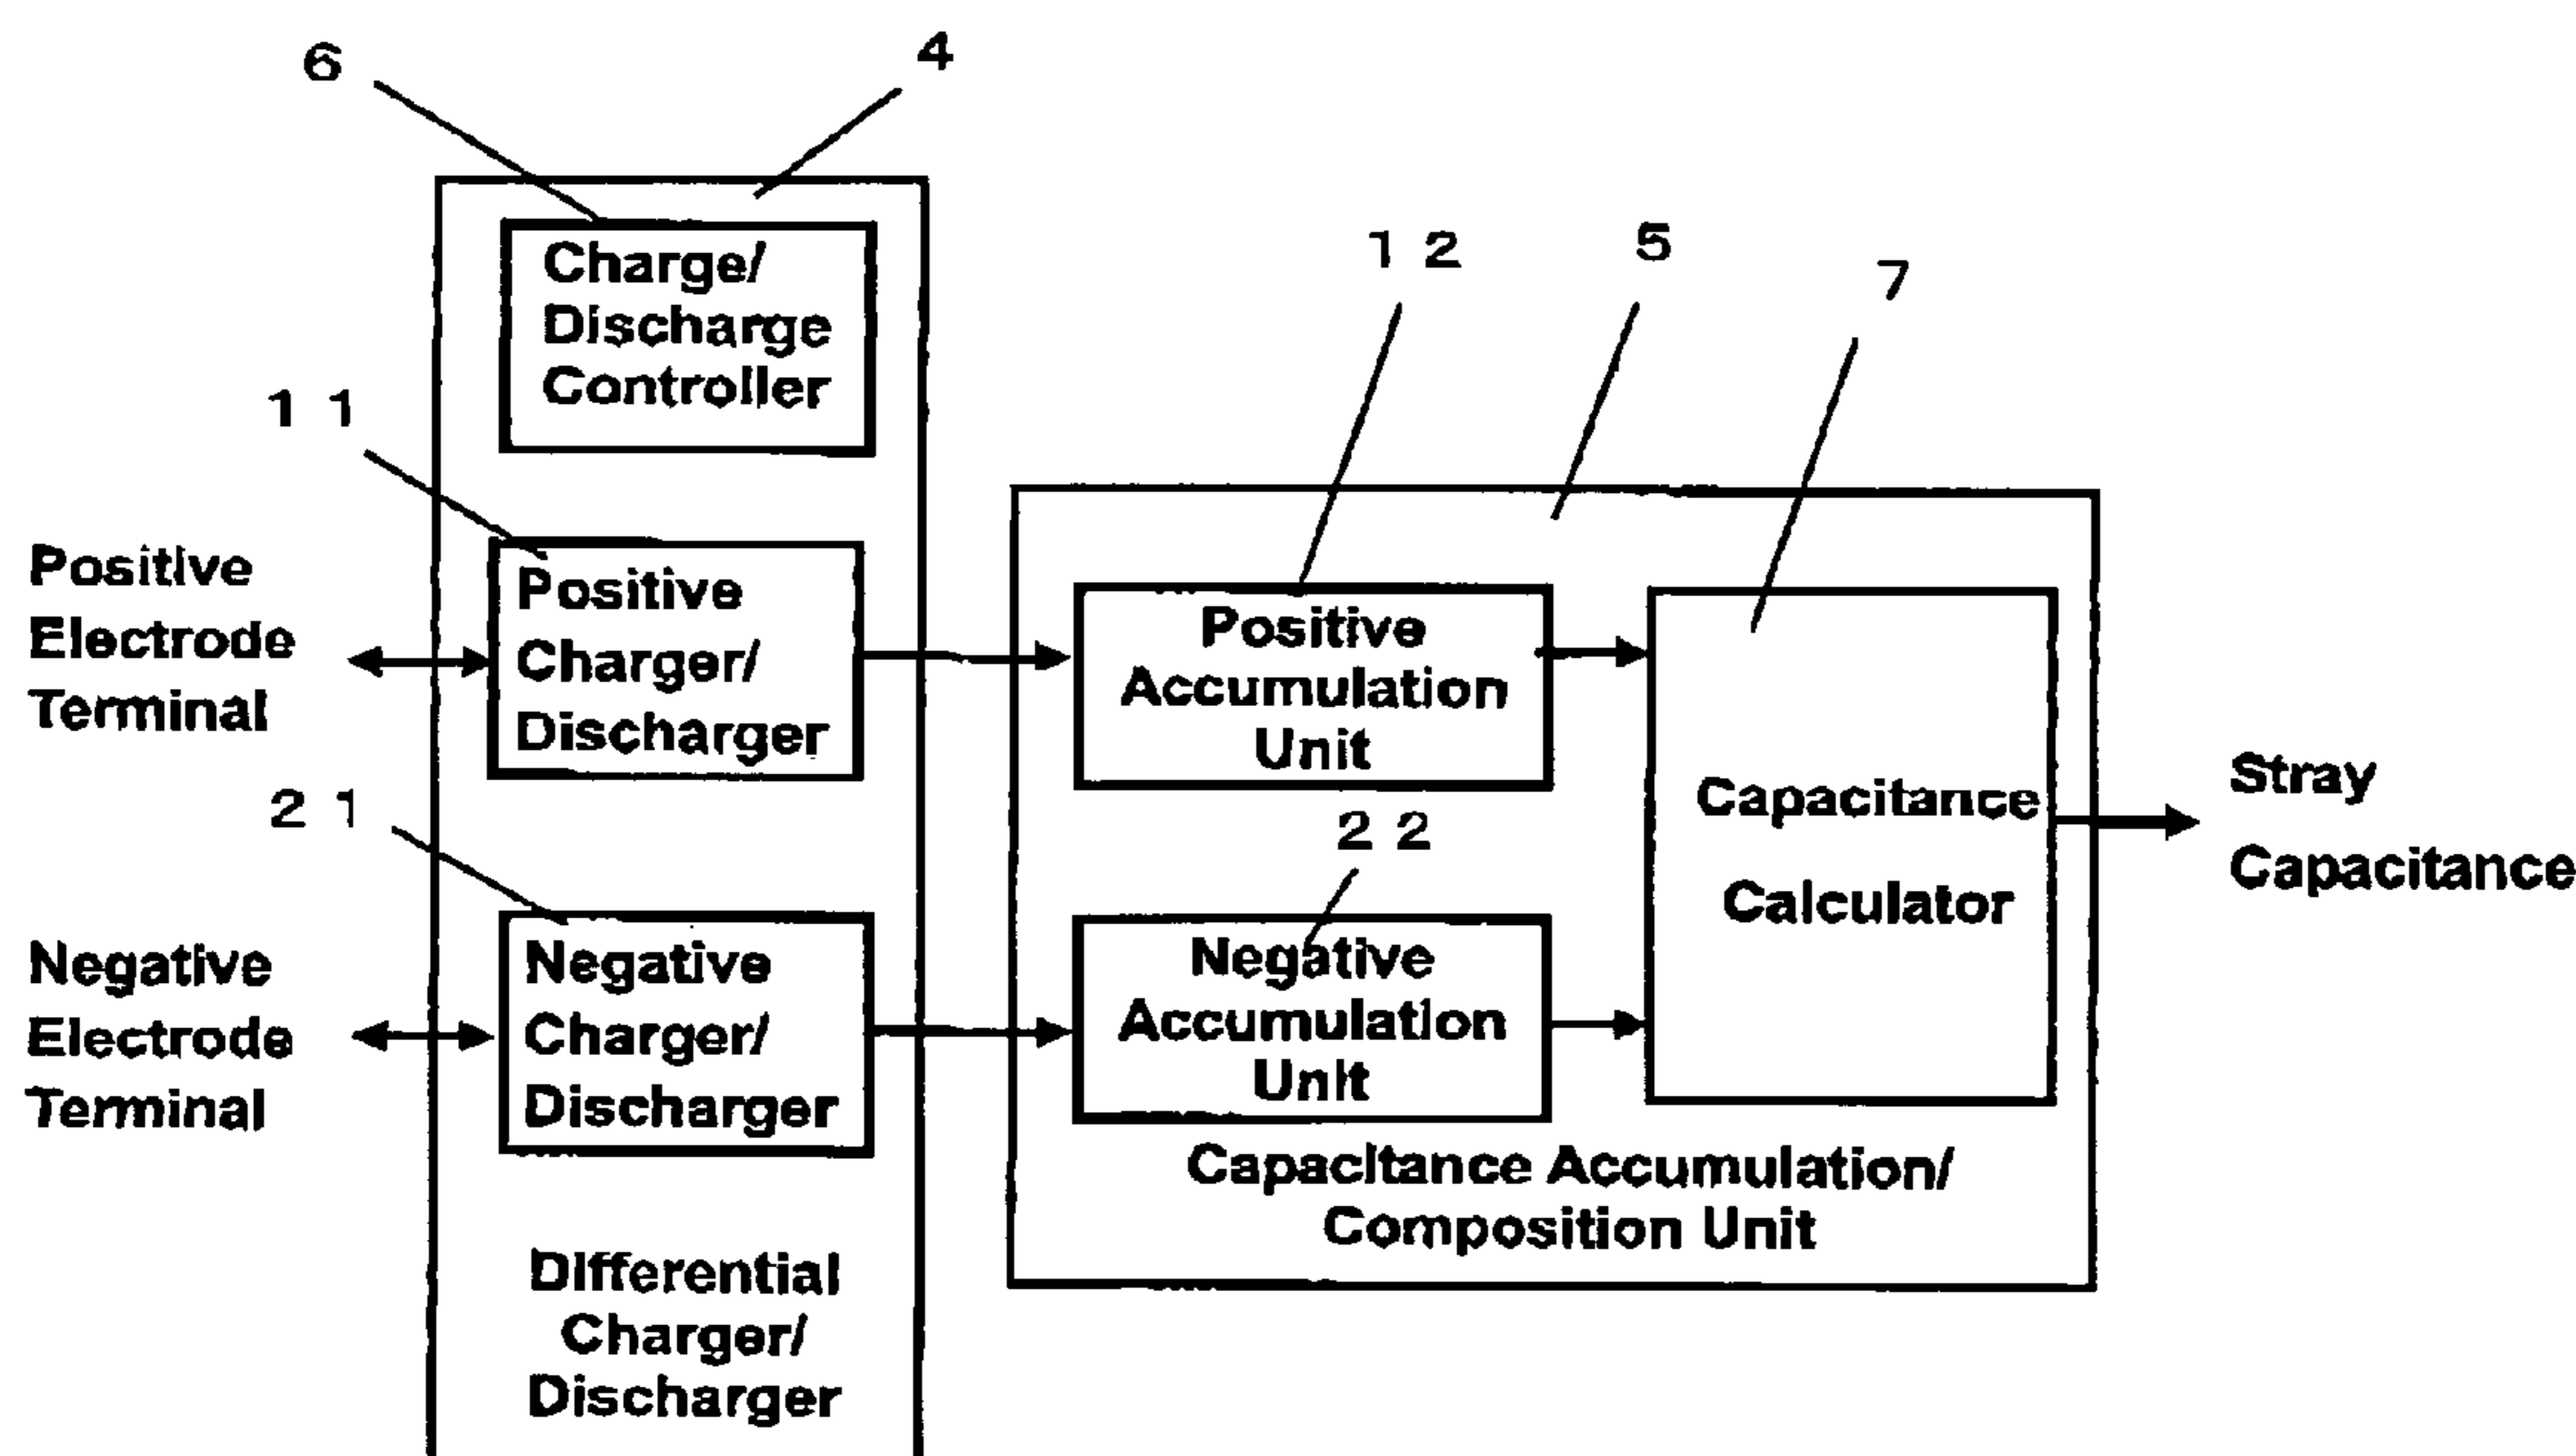 6
4
Charge/
Discharge
Controller
1 2
5
7
1 1
Positive
Electrode
Terminal
Positive
Charger/
Discharger
Positive
Accumulation
Unit
Capacitance
Calculator
Stray
Capacitance
2 1
2 2
Negative
Electrode
Terminal
Negative
Charger/
Discharger
Negative
Accumulation
Unit
Capacitance Accumulation/
Composition Unit
Differential
Charger/
Discharger